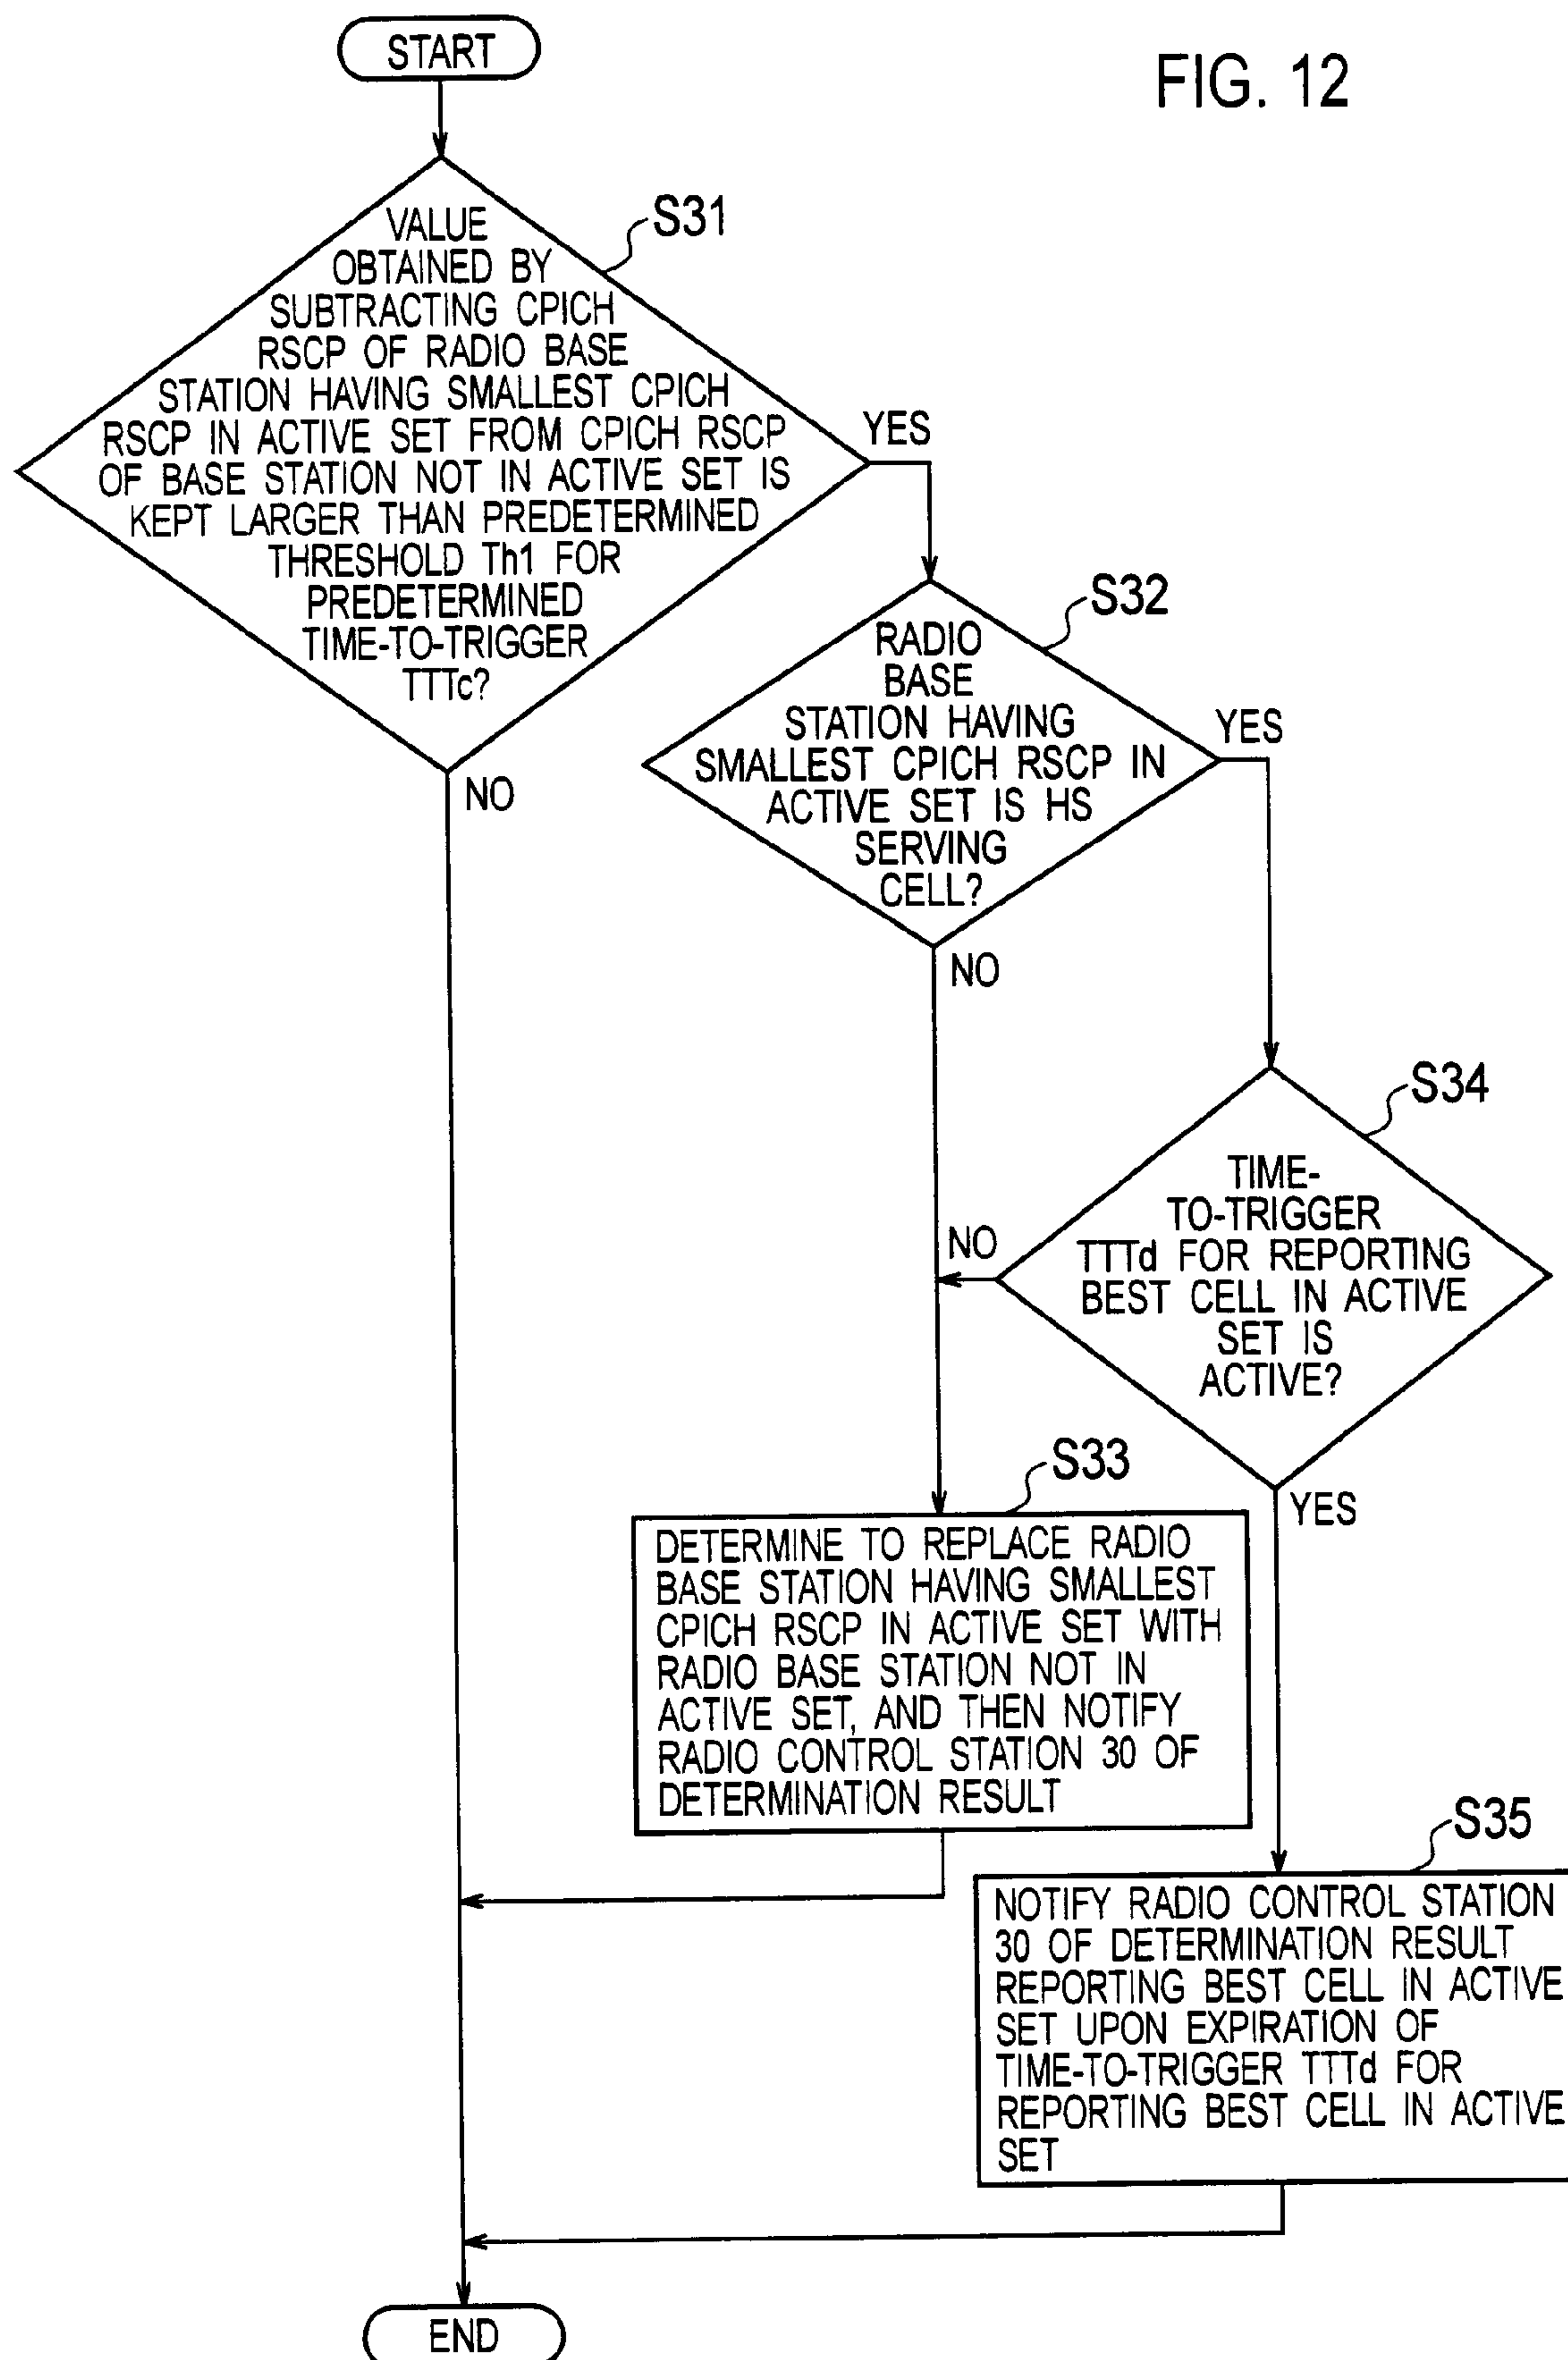 START
FIG. 12
S31
VALUE
OBTAINED BY
SUBTRACTING CPICH
RSCP OF RADIO BASE
STATION HAVING SMALLEST CPICH
RSCP IN ACTIVE SET FROM CPICH RSCP
OF BASE STATION NOT IN ACTIVE SET IS
KEPT LARGER THAN PREDETERMINED
THRESHOLD Th1 FOR
PREDETERMINED
TIME-TO-TRIGGER
TTTc?
YES
NO
S32
RADIO
BASE
STATION HAVING
SMALLEST CPICH RSCP IN
ACTIVE SET IS HS
SERVING
CELL?
YES
NO
S34
TIME-
TO-TRIGGER
TTTd FOR REPORTING
BEST CELL IN ACTIVE
SET IS
ACTIVE?
NO
YES
S33
DETERMINE TO REPLACE RADIO
BASE STATION HAVING SMALLEST
CPICH RSCP IN ACTIVE SET WITH
RADIO BASE STATION NOT IN
ACTIVE SET, AND THEN NOTIFY
RADIO CONTROL STATION 30 OF
DETERMINATION RESULT
S35
NOTIFY RADIO CONTROL STATION
30 OF DETERMINATION RESULT
REPORTING BEST CELL IN ACTIVE
SET UPON EXPIRATION OF
TIME-TO-TRIGGER TTTd FOR
REPORTING BEST CELL IN ACTIVE
SET
END